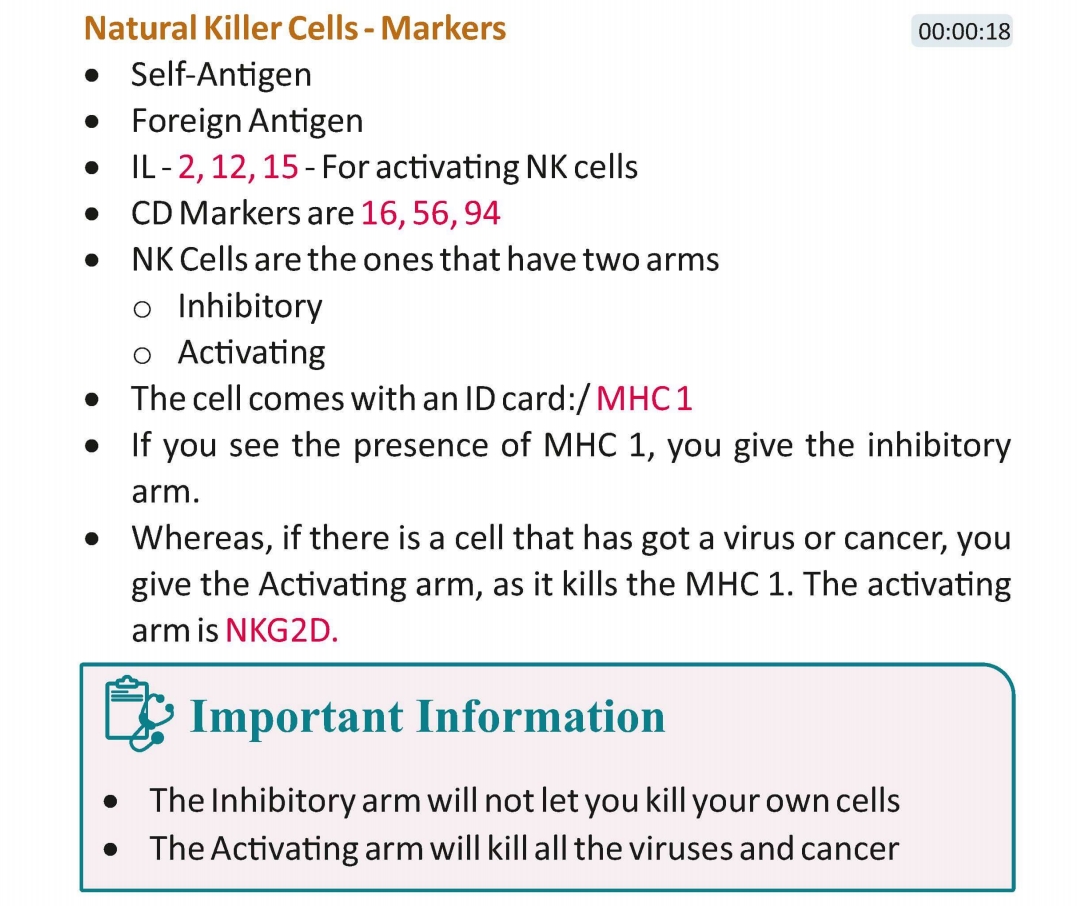 Natural Killer Cells - Markers
00:00:18
• Self-Antigen
• Foreign Antigen
• IL - 2, 12, 15 - For activating NK cells
• CD Markers are 16, 56, 94
• NK Cells are the ones that have two arms
o Inhibitory
o Activating
• The cell comes with an ID card:/ MHC 1
• If you see the presence of MHC 1, you give the inhibitory
arm.
• Whereas, if there is a cell that has got a virus or cancer, you
give the Activating arm, as it kills the MHC 1. The activating
arm is NKG2D.
Important Information
• The Inhibitory arm will not let you kill your own cells
• The Activating arm will kill all the viruses and cancer